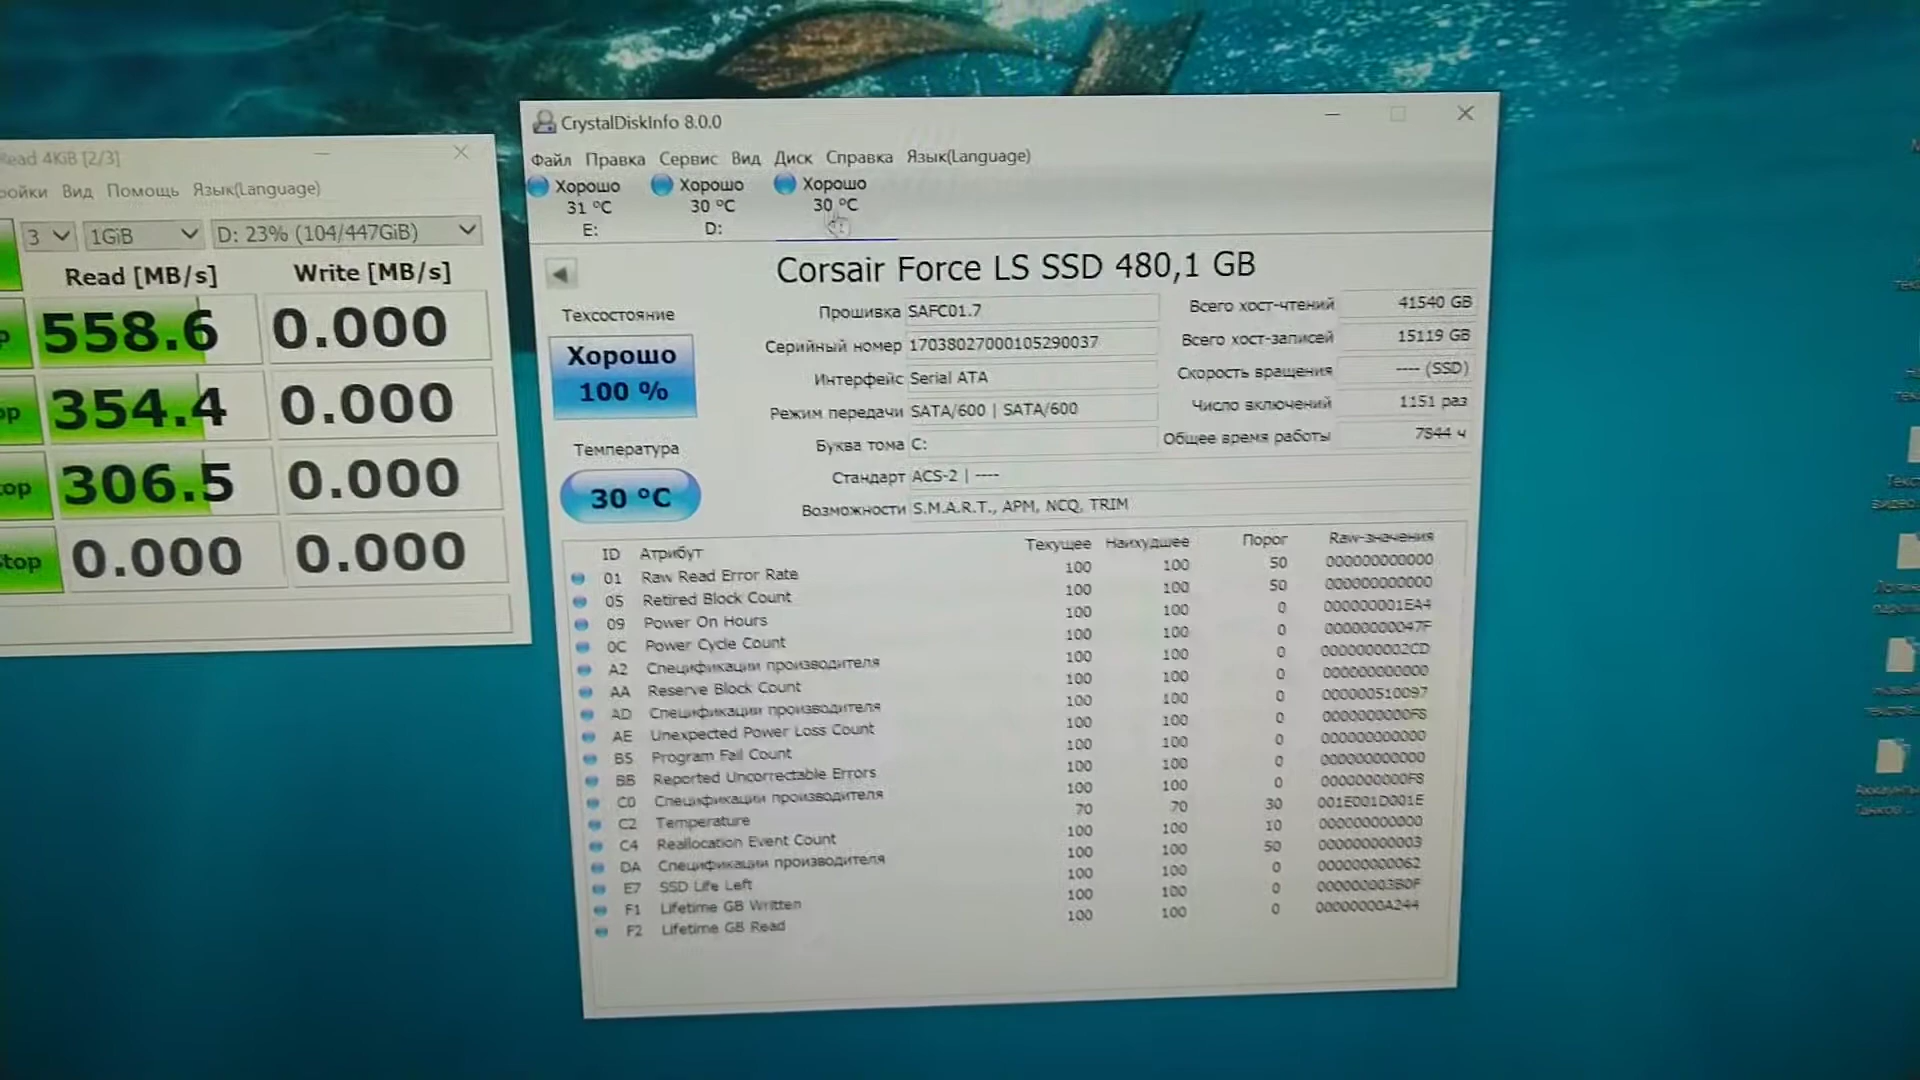 Read 4KiB [2/3]
ройки Вид Помощь Язык(Language)
3 1GiB D: 23% (104/447GiB)
Read [MB/s] Write [MB/s]
558.6 0.000
354.4 0.000
306.5 0.000
Stop 0.000 0.000
CrystalDiskInfo 8.0.0
Файл Правка Сервис Вид Диск Справка Язык(Language)
Хорошо Хорошо Хорошо
31 °C 30 °C 30 °C
E: D:
Corsair Force LS SSD 480,1 GB
Техсостояние
Хорошо
100 %
Температура
30 °C
Прошивка SAFC01.7
Серийный номер 17038027000105290037
Интерфейс Serial ATA
Режим передачи SATA/600 | SATA/600
Буква тома C:
Стандарт ACS-2 | ----
Возможности S.M.A.R.T., APM, NCQ, TRIM
Всего хост-чтений 41540 GB
Всего хост-записей 15119 GB
Скорость вращения ---- (SSD)
Число включений 1151 раз
Общее время работы 7844 ч
ID Атрибут Текущее Наихудшее Порог Raw-значения
01 Raw Read Error Rate 100 100 50 000000000000
05 Retired Block Count 100 100 50 000000000000
09 Power On Hours 100 100 0 000000001EA4
0C Power Cycle Count 100 100 0 00000000047F
A2 Спецификации производителя 100 100 0 0000000002CD
AA Reserve Block Count 100 100 0 000000000000
AD Спецификации производителя 100 100 0 000000510097
AE Unexpected Power Loss Count 100 100 0 0000000000F8
B5 Program Fail Count 100 100 0 000000000000
BB Reported Uncorrectable Errors 100 100 0 000000000000
C0 Спецификации производителя 100 100 0 0000000000F8
C2 Temperature 70 70 30 001E001D001E
C4 Reallocation Event Count 100 100 10 000000000000
DA Спецификации производителя 100 100 50 000000000003
E7 SSD Life Left 100 100 0 000000000062
F1 Lifetime GB Written 100 100 0 000000003B0F
F2 Lifetime GB Read 100 100 0 00000000A244